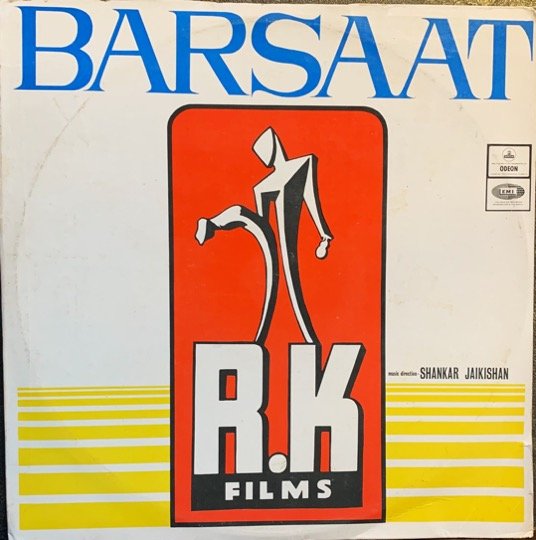 BARSAAT
ODEON
EMI
music direction - SHANKAR JAIKISHAN
R.K
FILMS